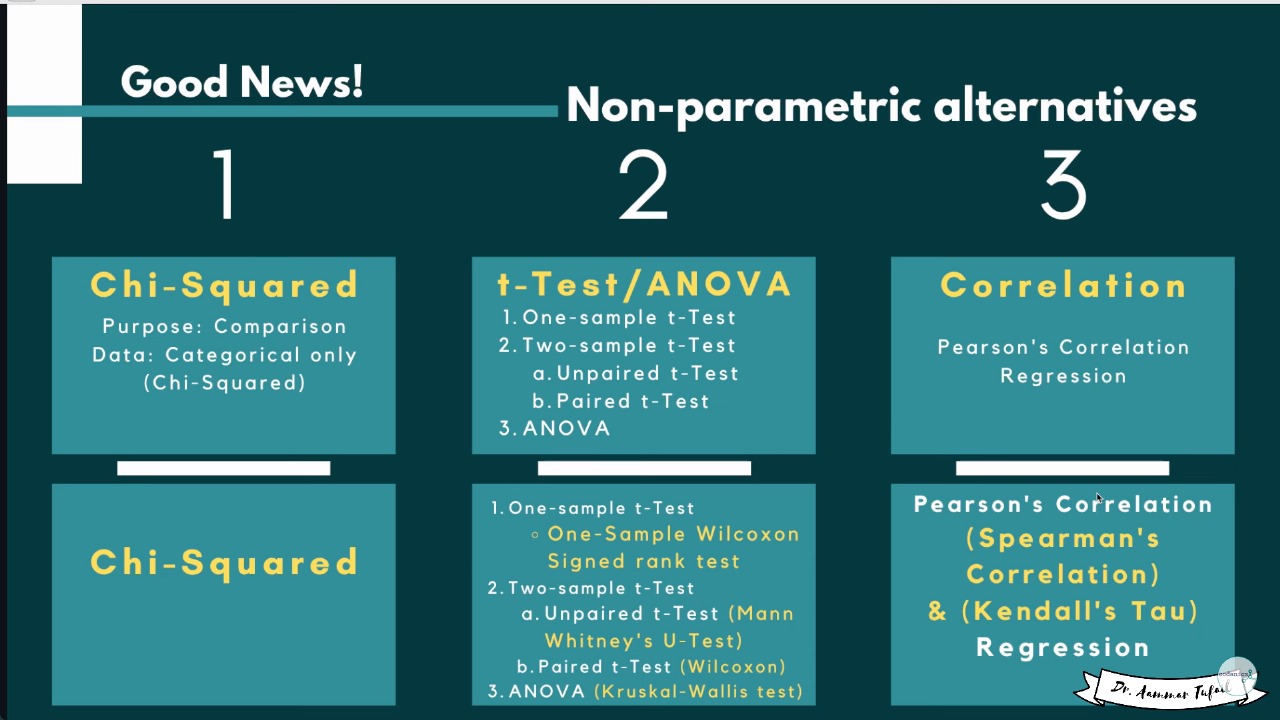 Good News!
Non-parametric alternatives
1
2
3
Chi-Squared
Purpose: Comparison
Data: Categorical only
(Chi-Squared)
t-Test/ANOVA
1. One-sample t-Test
2. Two-sample t-Test
a. Unpaired t-Test
b. Paired t-Test
3. ANOVA
Correlation
Pearson's Correlation
Regression
Chi-Squared
1. One-sample t-Test
One-Sample Wilcoxon
Signed rank test
2. Two-sample t-Test
a. Unpaired t-Test (Mann
Whitney's U-Test)
b. Paired t-Test (Wilcoxon)
3. ANOVA (Kruskal-Wallis test)
Pearson's Correlation
(Spearman's
Correlation)
& (Kendall's Tau)
Regression
Dr. Aammar Tufail